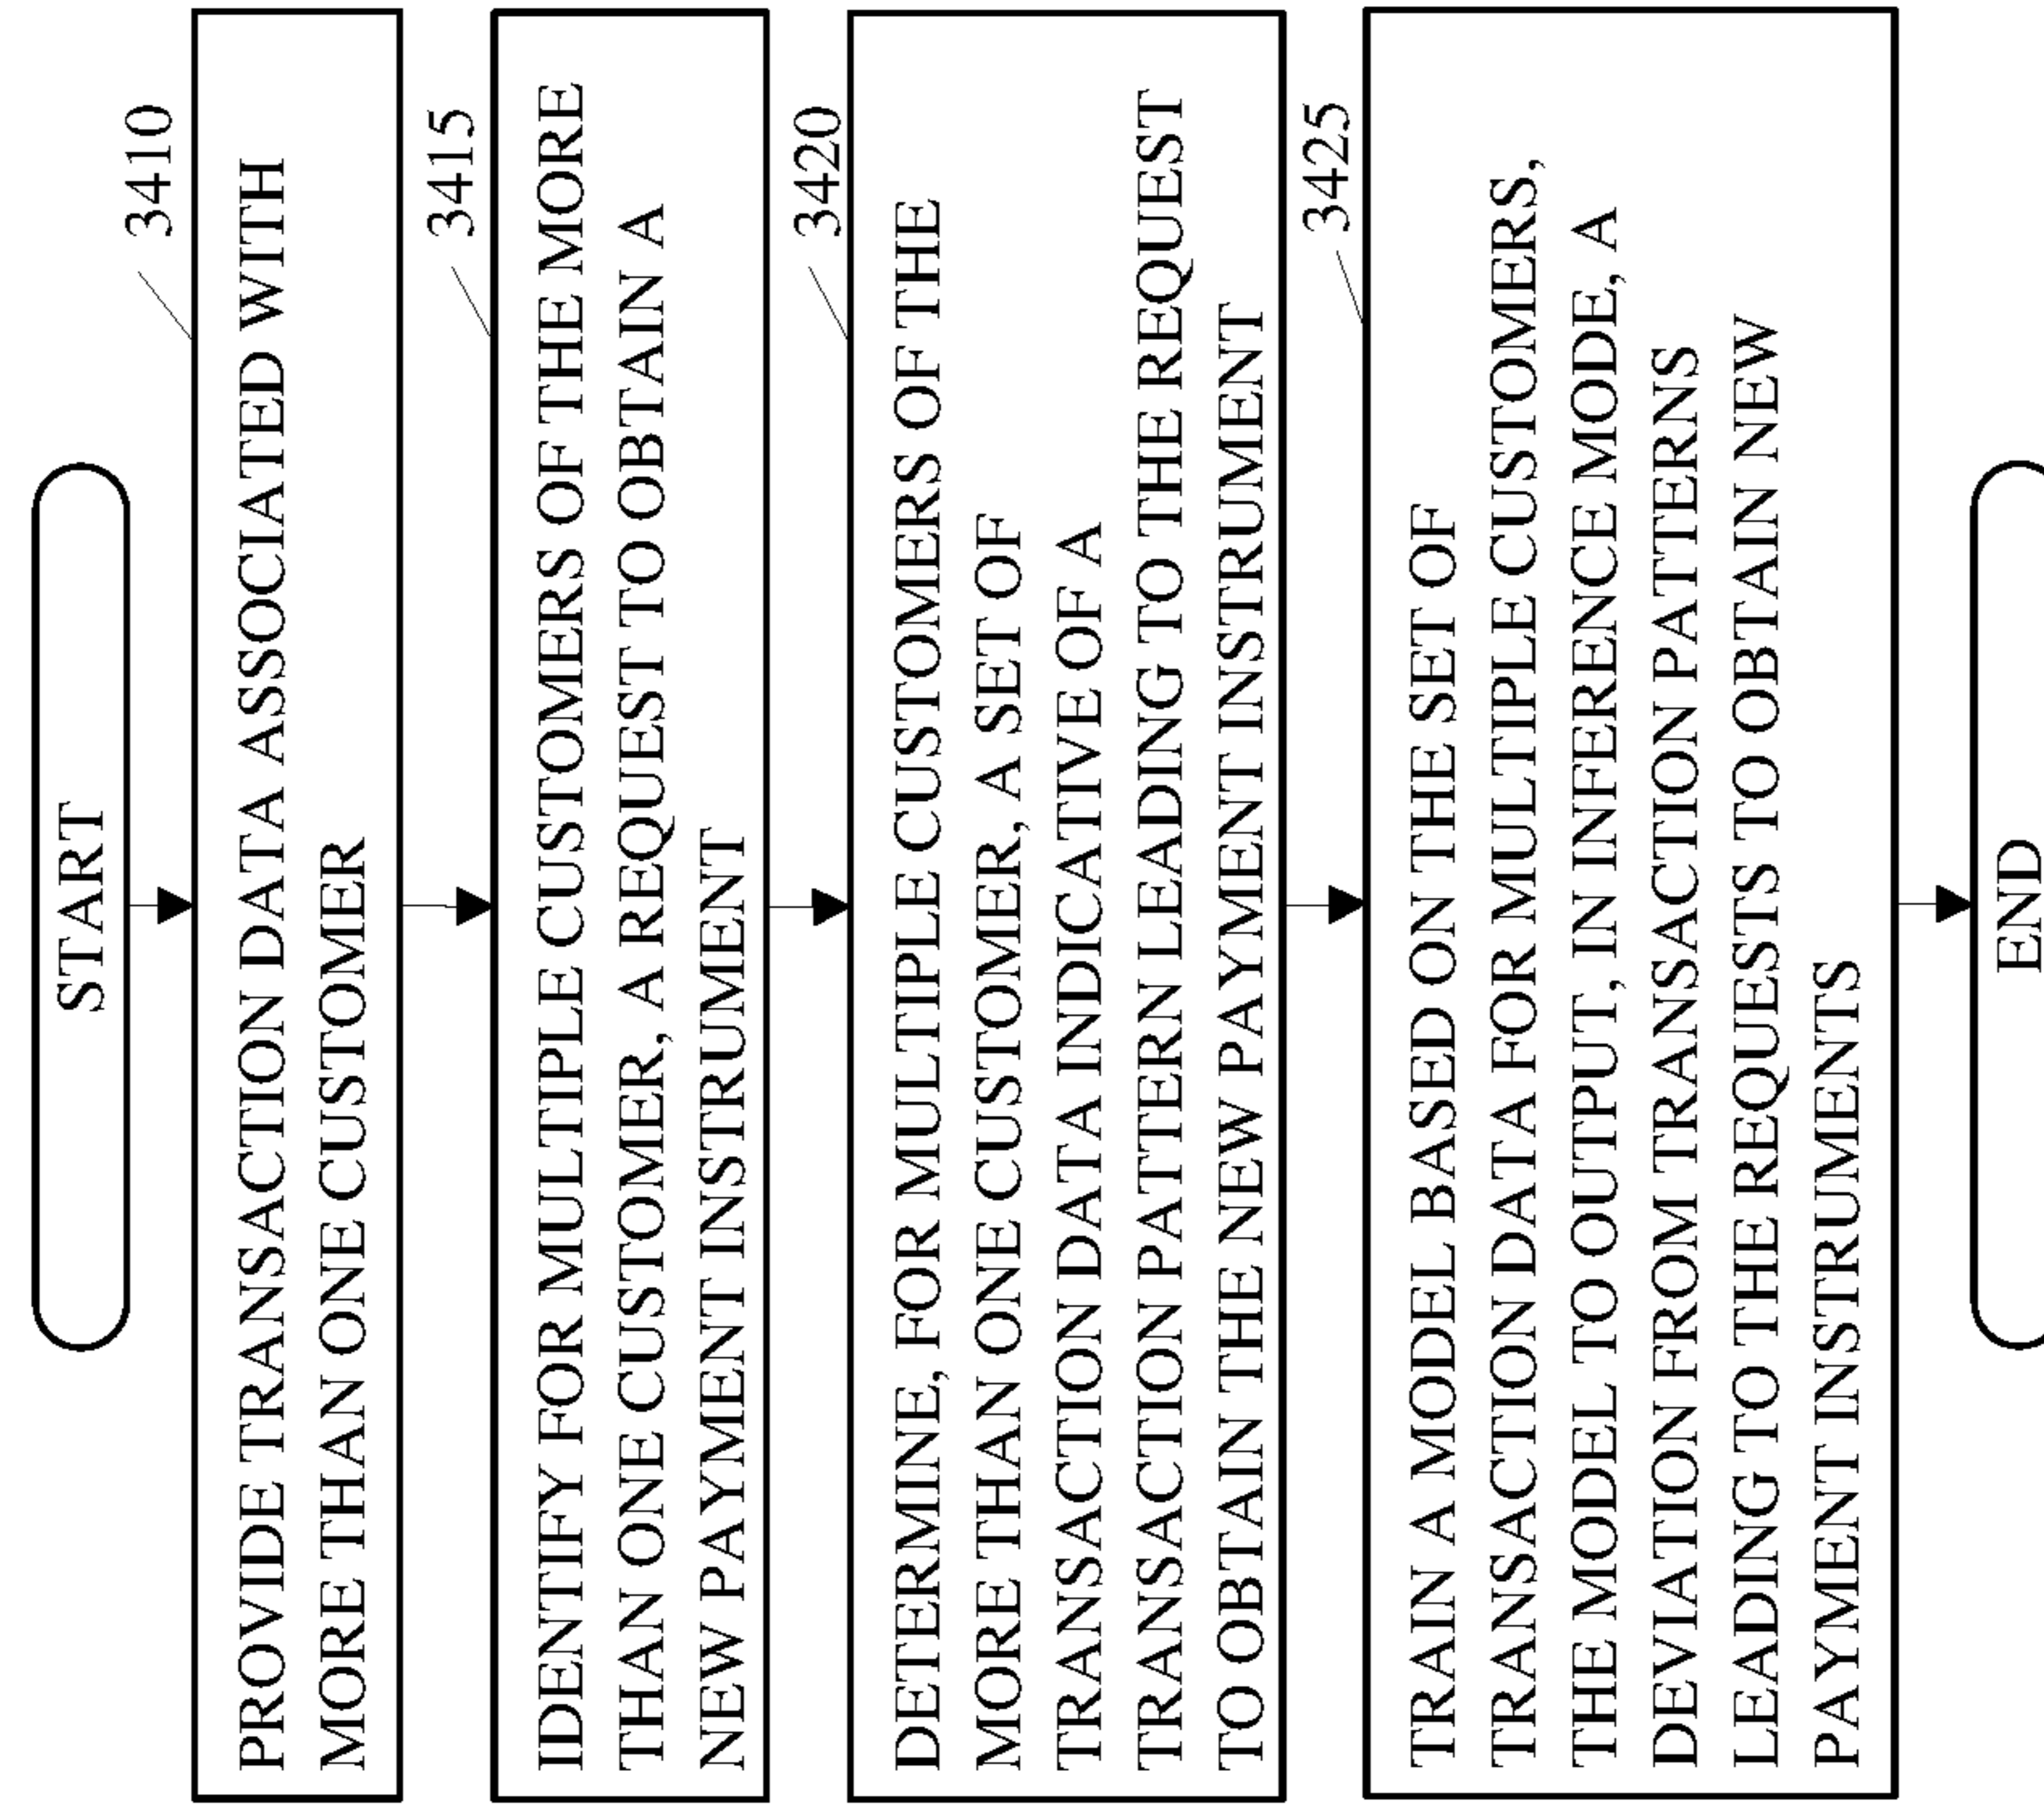 START
3410
PROVIDE TRANSACTION DATA ASSOCIATED WITH
MORE THAN ONE CUSTOMER
3415
IDENTIFY FOR MULTIPLE CUSTOMERS OF THE MORE
THAN ONE CUSTOMER, A REQUEST TO OBTAIN A
NEW PAYMENT INSTRUMENT
3420
DETERMINE, FOR MULTIPLE CUSTOMERS OF THE
MORE THAN ONE CUSTOMER, A SET OF
TRANSACTION DATA INDICATIVE OF A
TRANSACTION PATTERN LEADING TO THE REQUEST
TO OBTAIN THE NEW PAYMENT INSTRUMENT
3425
TRAIN A MODEL BASED ON THE SET OF
TRANSACTION DATA FOR MULTIPLE CUSTOMERS,
THE MODEL TO OUTPUT, IN INFERENCE MODE, A
DEVIATION FROM TRANSACTION PATTERNS
LEADING TO THE REQUESTS TO OBTAIN NEW
PAYMENT INSTRUMENTS
END